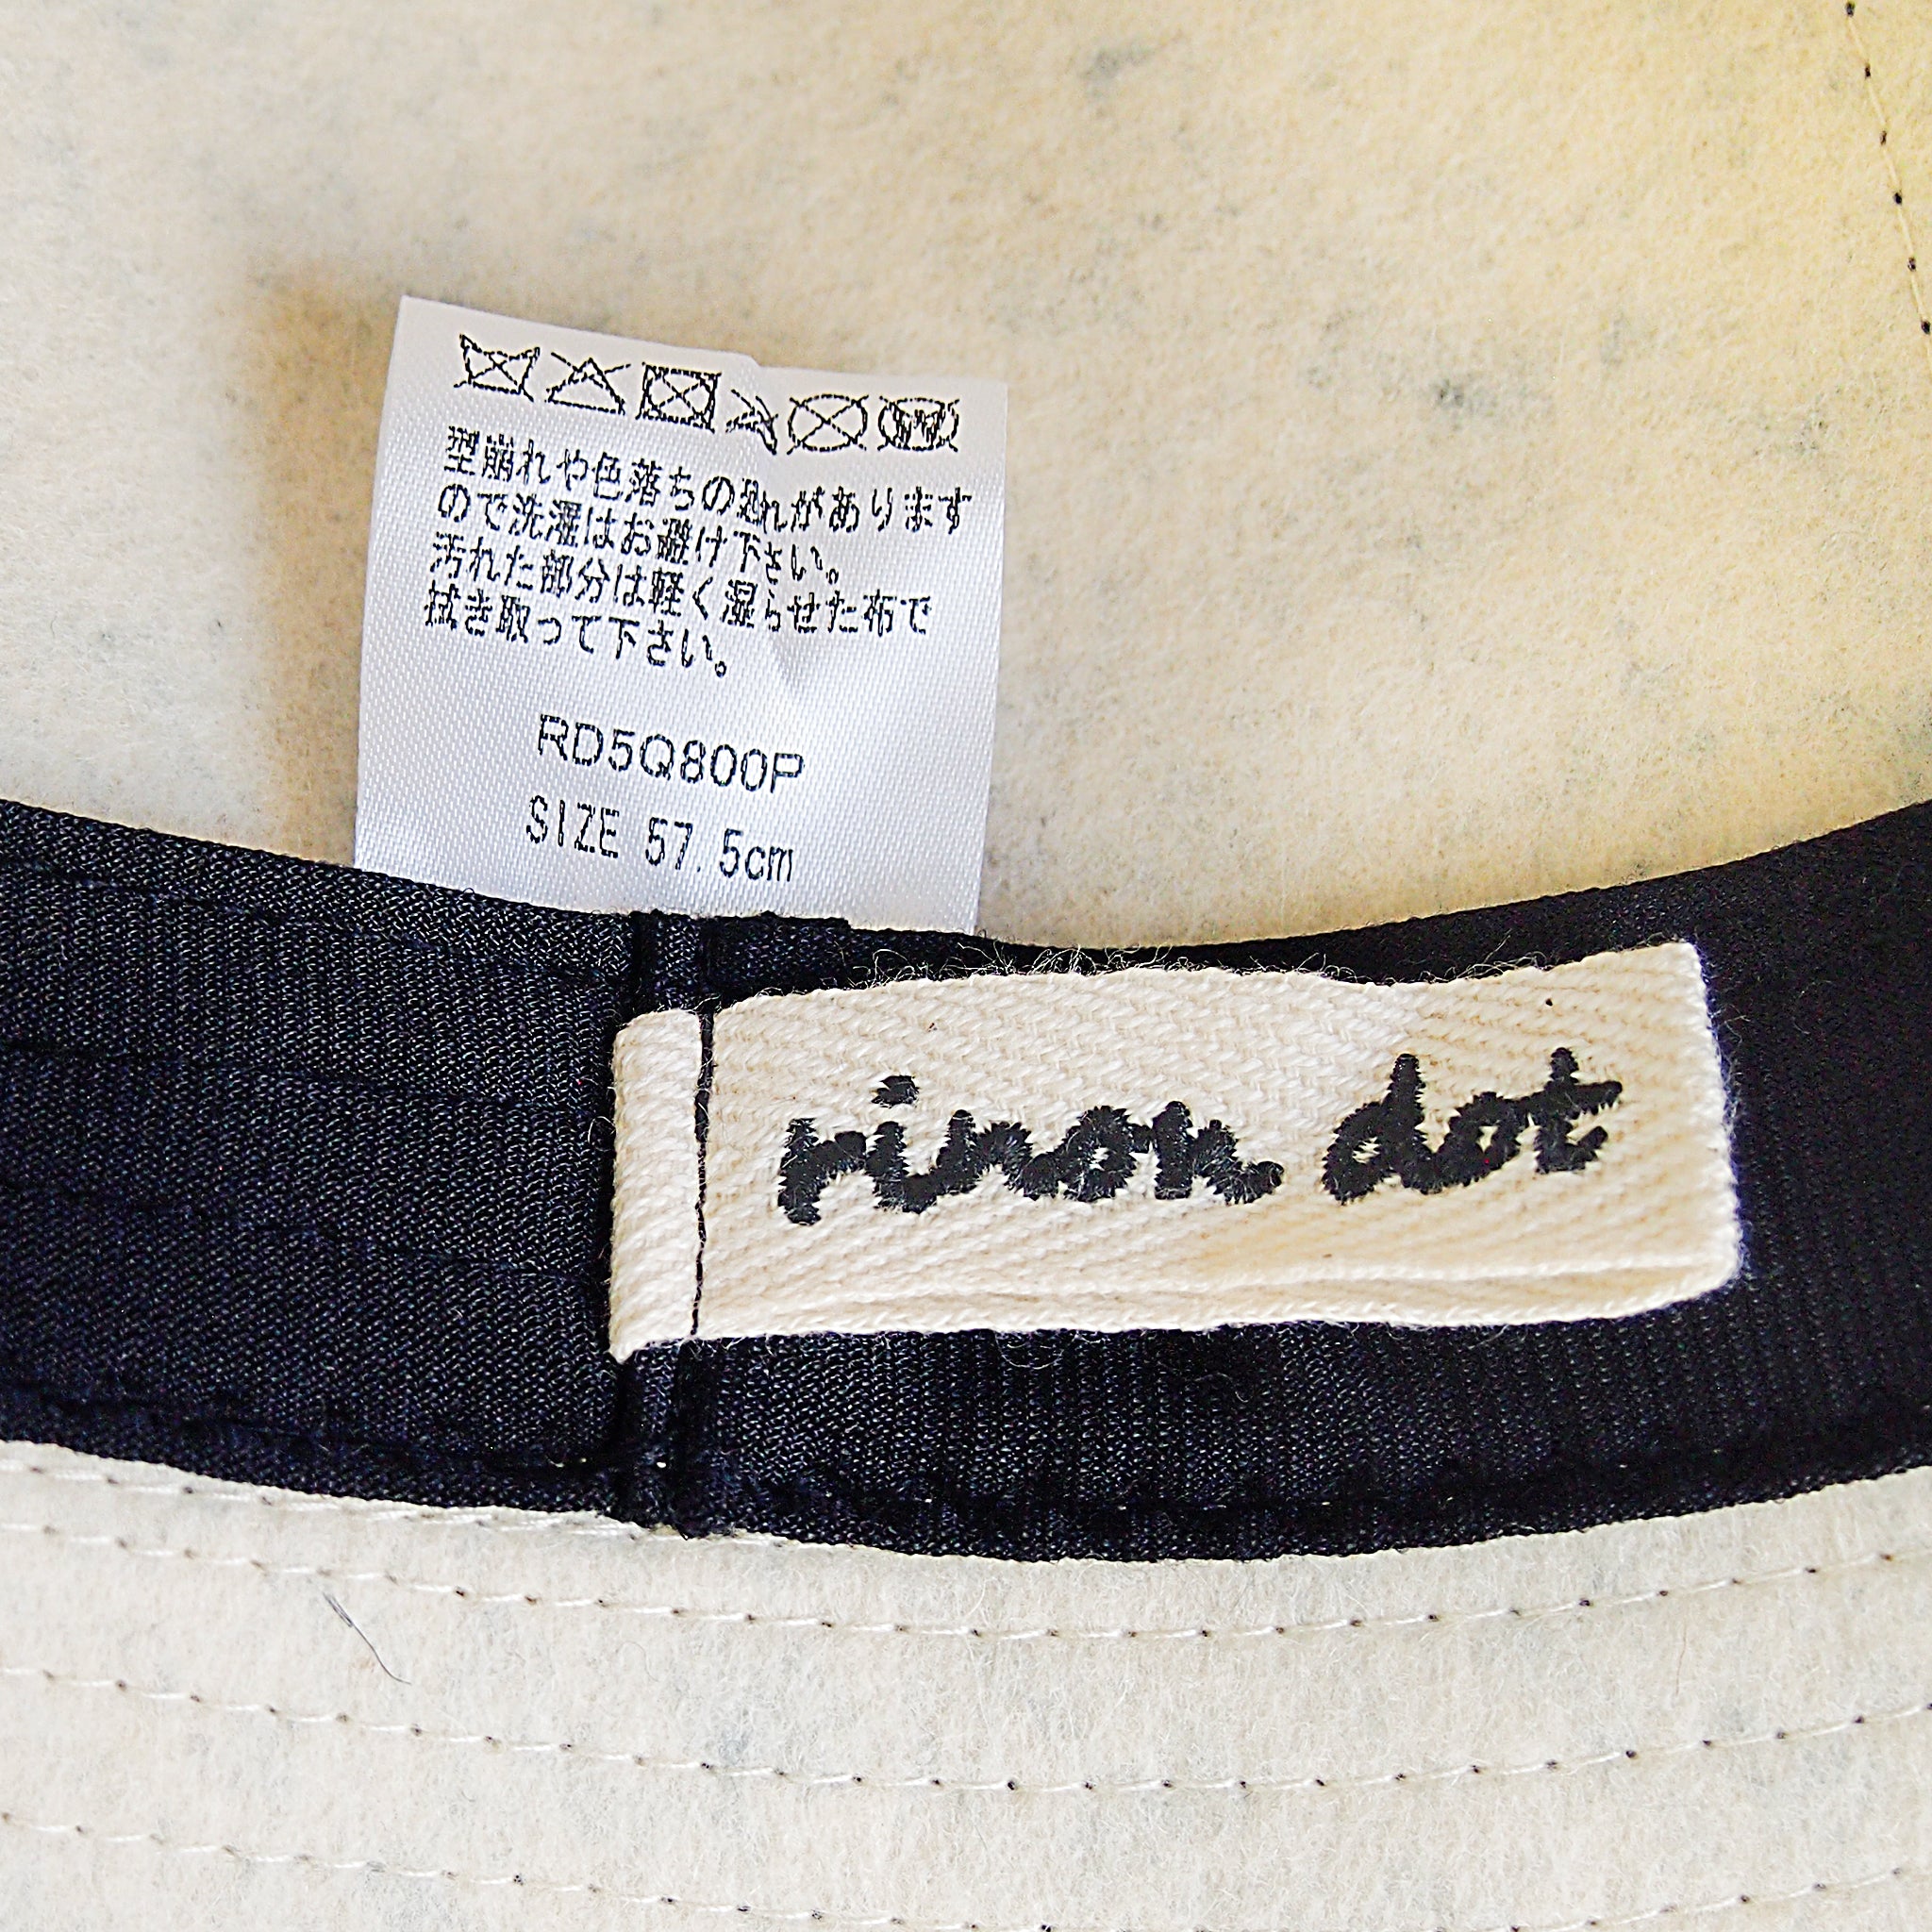 型崩れや色落ちの恐れがあります
ので洗濯はお避け下さい。
汚れた部分は軽く湿らせた布で
拭き取って下さい。
RD5Q800P
SIZE 57.5cm
rinon dot